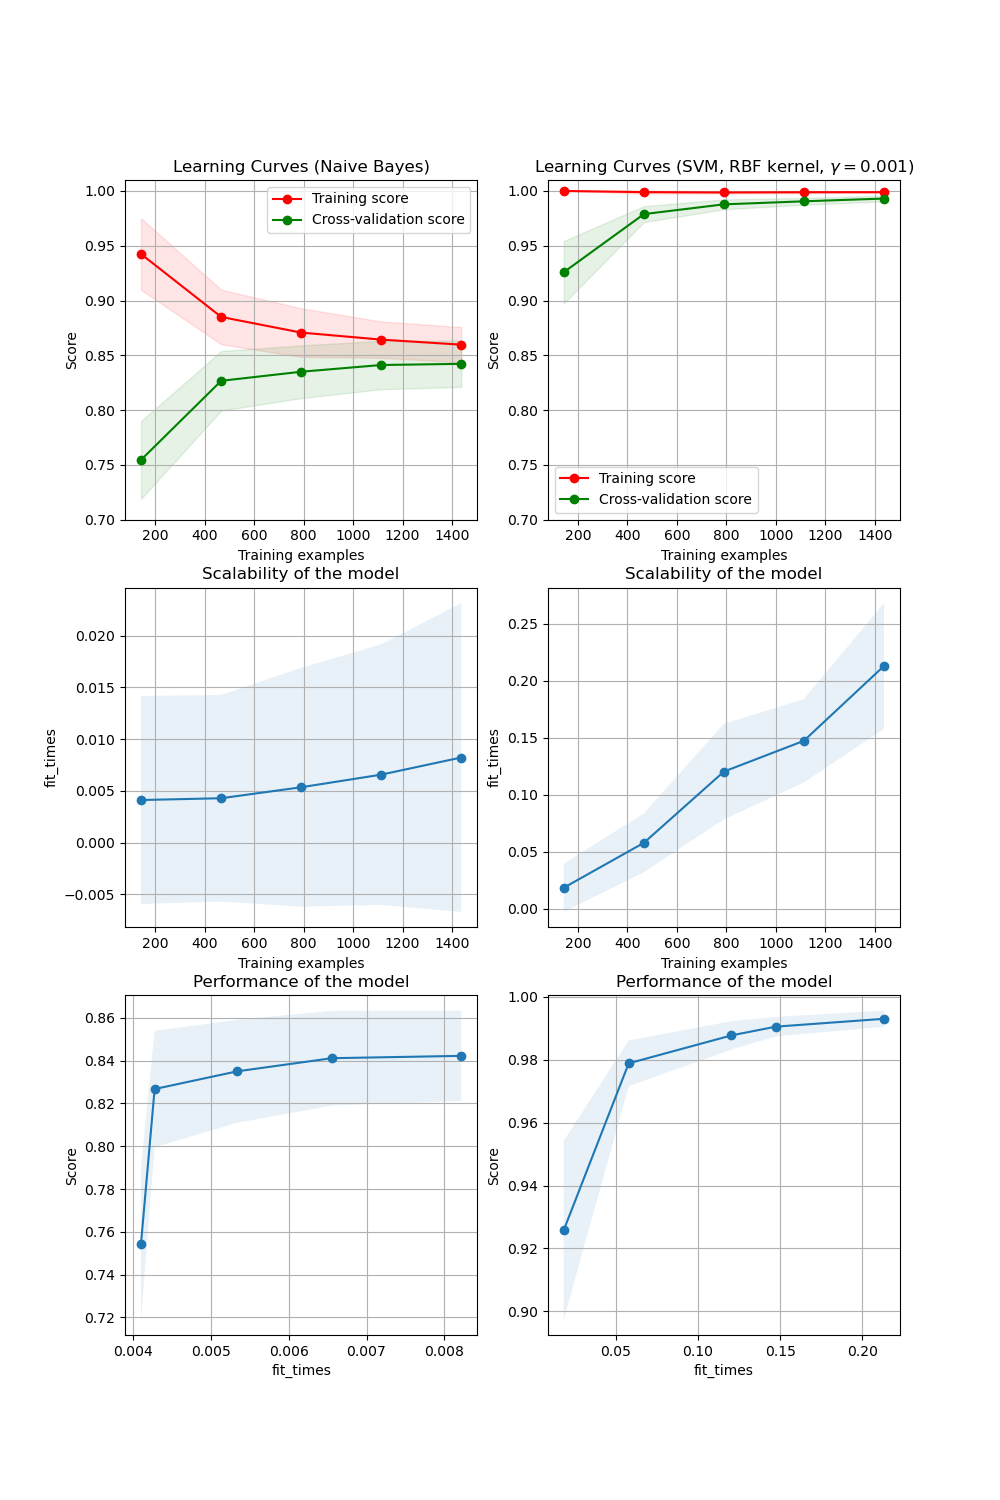 Learning Curves (Naive Bayes)
1.00
0.95
0.90
0.85
0.80
0.75
0.70
Score
Training score
Cross-validation score
200 400 600 800 1000 1200 1400
Training examples
Learning Curves (SVM, RBF kernel, γ = 0.001)
1.00
0.95
0.90
0.85
0.80
0.75
0.70
Score
Training score
Cross-validation score
200 400 600 800 1000 1200 1400
Training examples
Scalability of the model
0.020
0.015
0.010
0.005
0.000
−0.005
fit_times
200 400 600 800 1000 1200 1400
Training examples
Scalability of the model
0.25
0.20
0.15
0.10
0.05
0.00
fit_times
200 400 600 800 1000 1200 1400
Training examples
Performance of the model
0.86
0.84
0.82
0.80
0.78
0.76
0.74
0.72
Score
0.004 0.005 0.006 0.007 0.008
fit_times
Performance of the model
1.00
0.98
0.96
0.94
0.92
0.90
Score
0.05 0.10 0.15 0.20
fit_times